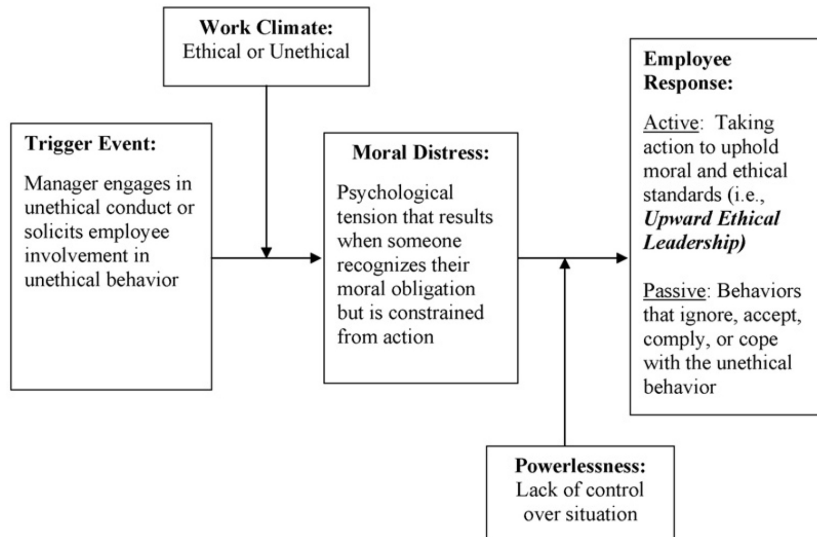 Work Climate:
Ethical or Unethical
Trigger Event:
Manager engages in
unethical conduct or
solicits employee
involvement in
unethical behavior
Moral Distress:
Psychological
tension that results
when someone
recognizes their
moral obligation
but is constrained
from action
Employee
Response:
Active:  Taking
action to uphold
moral and ethical
standards (i.e.,
Upward Ethical
Leadership)
Passive: Behaviors
that ignore, accept,
comply, or cope
with the unethical
behavior
Powerlessness:
Lack of control
over situation